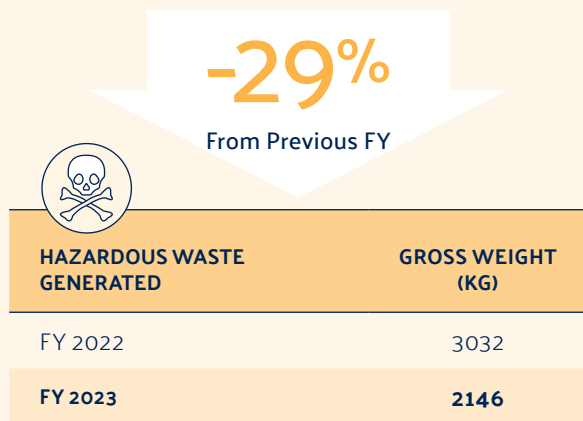 -29%
From Previous FY
HAZARDOUS WASTE GROSS WEIGHT
GENERATED (KG)
FY 2022 3032
FY 2023 2146